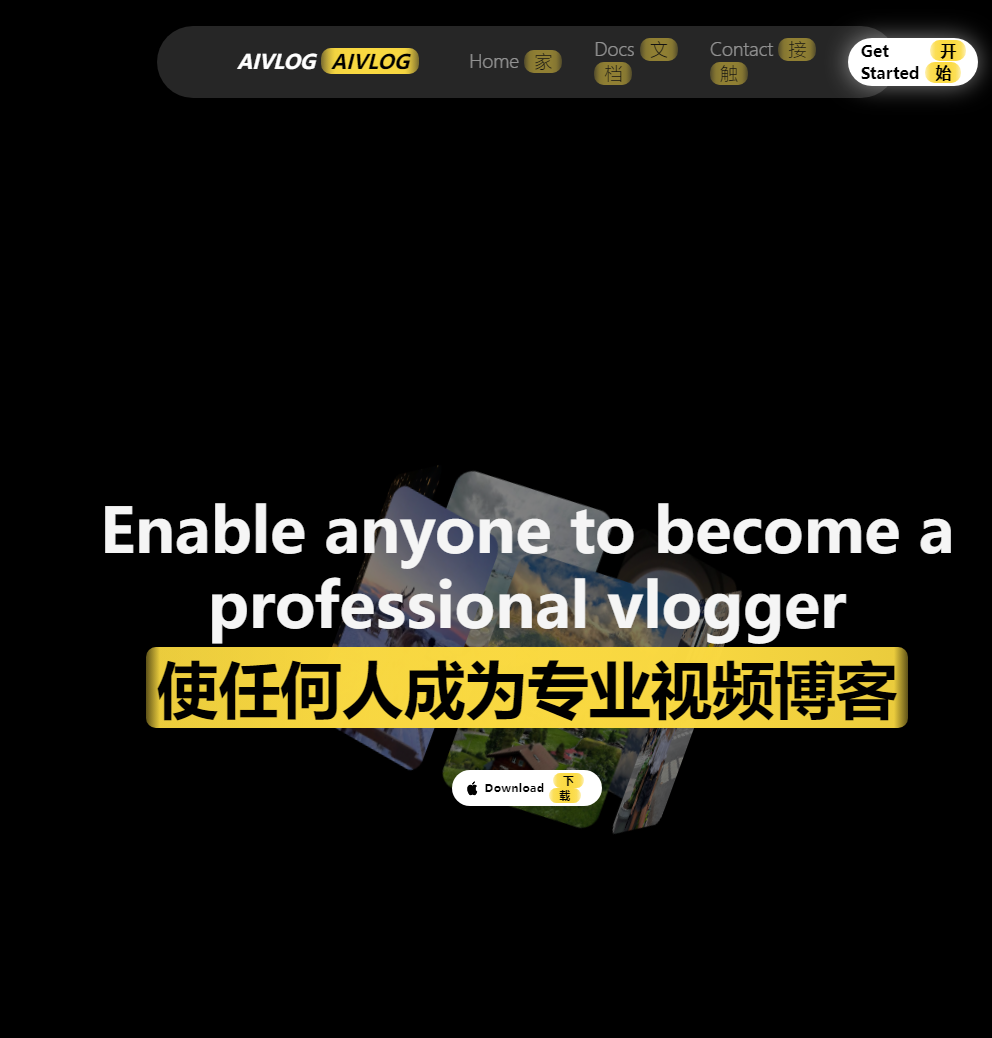 AIVLOG AIVLOG
Home 家
Docs 文
档
Contact 接
触
Get 开
Started 始
Enable anyone to become a
professional vlogger
使任何人成为专业视频博客
Download 下
载